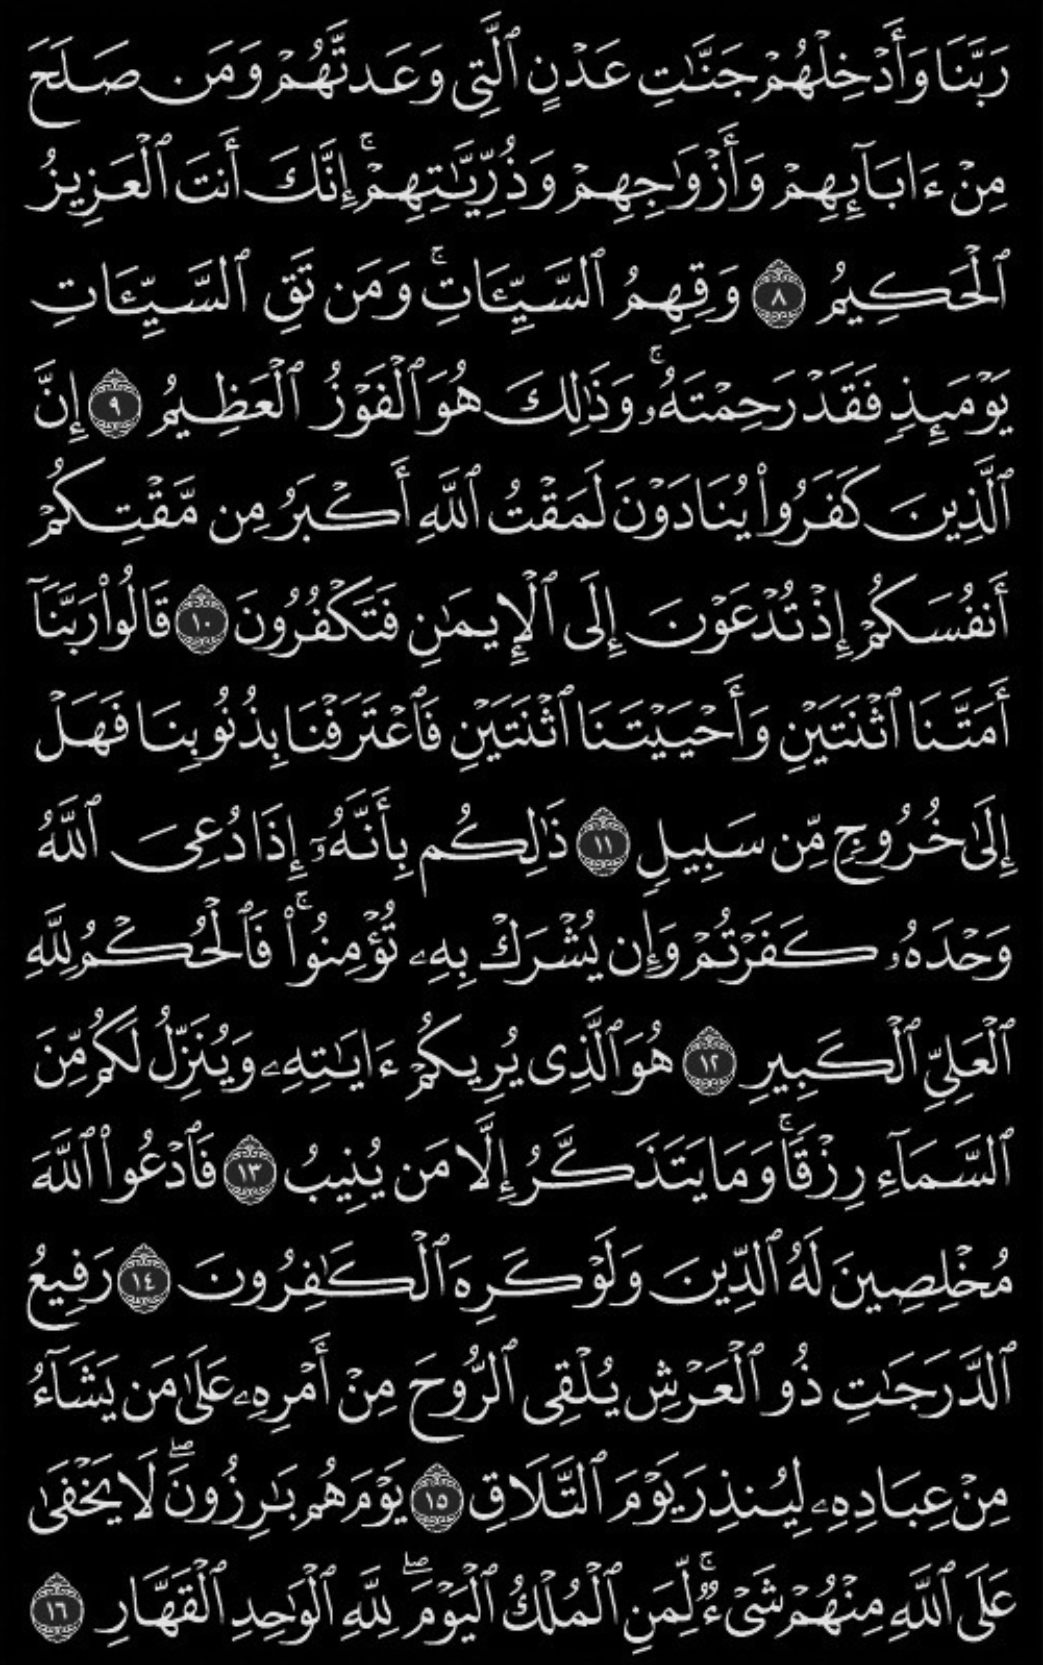 رَبَّنَا وَأَدْخِلْهُمْ جَنَّٰتِ عَدْنٍ ٱلَّتِى وَعَدتَّهُمْ وَمَن صَلَحَ
مِنْ ءَابَآئِهِمْ وَأَزْوَٰجِهِمْ وَذُرِّيَّٰتِهِمْ ۚ إِنَّكَ أَنتَ ٱلْعَزِيزُ
ٱلْحَكِيمُ ٨ وَقِهِمُ ٱلسَّيِّـَٔاتِ ۚ وَمَن تَقِ ٱلسَّيِّـَٔاتِ
يَوْمَئِذٍ فَقَدْ رَحِمْتَهُۥ ۚ وَذَٰلِكَ هُوَ ٱلْفَوْزُ ٱلْعَظِيمُ ٩ إِنَّ
ٱلَّذِينَ كَفَرُوا۟ يُنَادَوْنَ لَمَقْتُ ٱللَّهِ أَكْبَرُ مِن مَّقْتِكُمْ
أَنفُسَكُمْ إِذْ تُدْعَوْنَ إِلَى ٱلْإِيمَٰنِ فَتَكْفُرُونَ ١٠ قَالُوا۟ رَبَّنَآ
أَمَتَّنَا ٱثْنَتَيْنِ وَأَحْيَيْتَنَا ٱثْنَتَيْنِ فَٱعْتَرَفْنَا بِذُنُوبِنَا فَهَلْ
إِلَىٰ خُرُوجٍ مِّن سَبِيلٍ ١١ ذَٰلِكُم بِأَنَّهُۥٓ إِذَا دُعِىَ ٱللَّهُ
وَحْدَهُۥ كَفَرْتُمْ وَإِن يُشْرَكْ بِهِۦ تُؤْمِنُوا۟ ۚ فَٱلْحُكْمُ لِلَّهِ
ٱلْعَلِىِّ ٱلْكَبِيرِ ١٢ هُوَ ٱلَّذِى يُرِيكُمْ ءَايَٰتِهِۦ وَيُنَزِّلُ لَكُم مِّنَ
ٱلسَّمَآءِ رِزْقًا ۚ وَمَا يَتَذَكَّرُ إِلَّا مَن يُنِيبُ ١٣ فَٱدْعُوا۟ ٱللَّهَ
مُخْلِصِينَ لَهُ ٱلدِّينَ وَلَوْ كَرِهَ ٱلْكَٰفِرُونَ ١٤ رَفِيعُ
ٱلدَّرَجَٰتِ ذُو ٱلْعَرْشِ يُلْقِى ٱلرُّوحَ مِنْ أَمْرِهِۦ عَلَىٰ مَن يَشَآءُ
مِنْ عِبَادِهِۦ لِيُنذِرَ يَوْمَ ٱلتَّلَاقِ ١٥ يَوْمَ هُم بَٰرِزُونَ ۖ لَا يَخْفَىٰ
عَلَى ٱللَّهِ مِنْهُمْ شَىْءٌ ۚ لِّمَنِ ٱلْمُلْكُ ٱلْيَوْمَ ۖ لِلَّهِ ٱلْوَٰحِدِ ٱلْقَهَّارِ ١٦